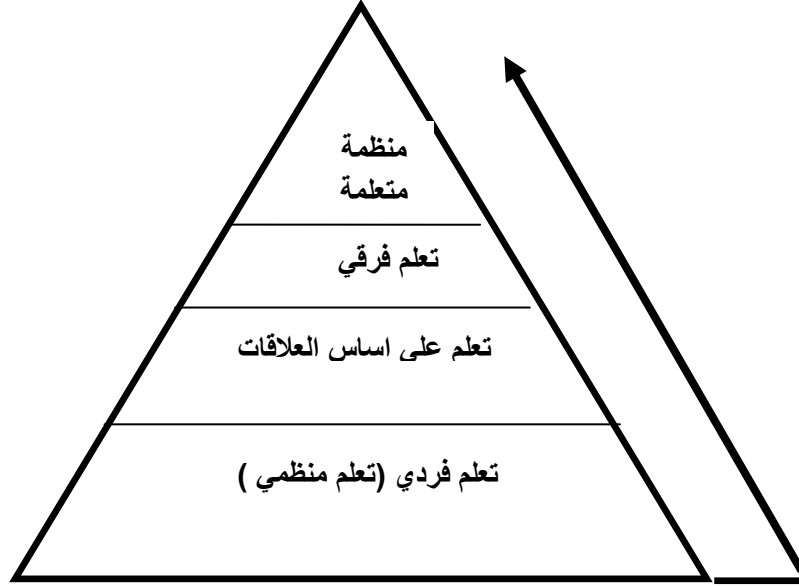 منظمة
متعلمة
تعلم فرقي
تعلم على اساس العلاقات
تعلم فردي (تعلم منظمي )